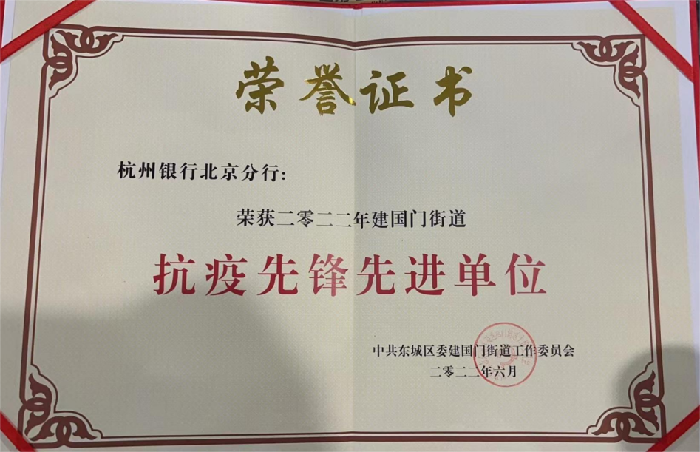 荣誉证书
杭州银行北京分行:
荣获二零二二年建国门街道
抗疫先锋先进单位
中共东城区委建国门街道工作委员会
二零二二年六月